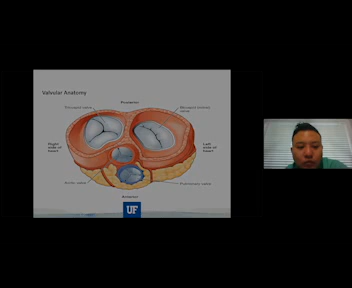 Valvular Anatomy
Posterior
Tricuspid valve
Bicuspid (mitral)
valve
Right
side of
heart
Left
side of
heart
Aortic valve
Pulmonary valve
Anterior
UF